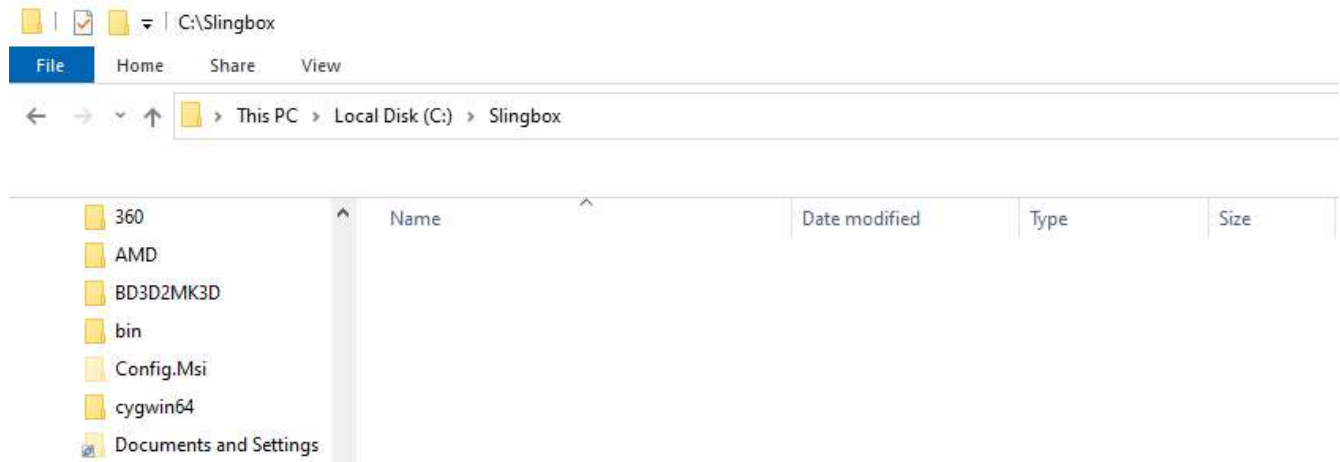 C:\Slingbox
File Home Share View
This PC > Local Disk (C:) > Slingbox
Name Date modified Type Size
360
AMD
BD3D2MK3D
bin
Config.Msi
cygwin64
Documents and Settings